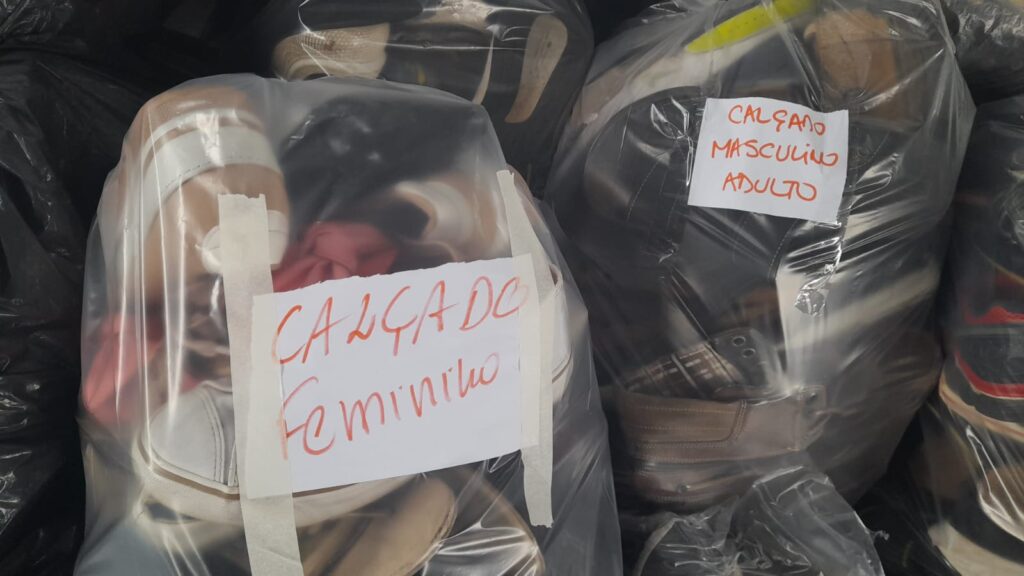 CALÇADO
Feminino
CALÇADO
MASCULINO
ADULTO